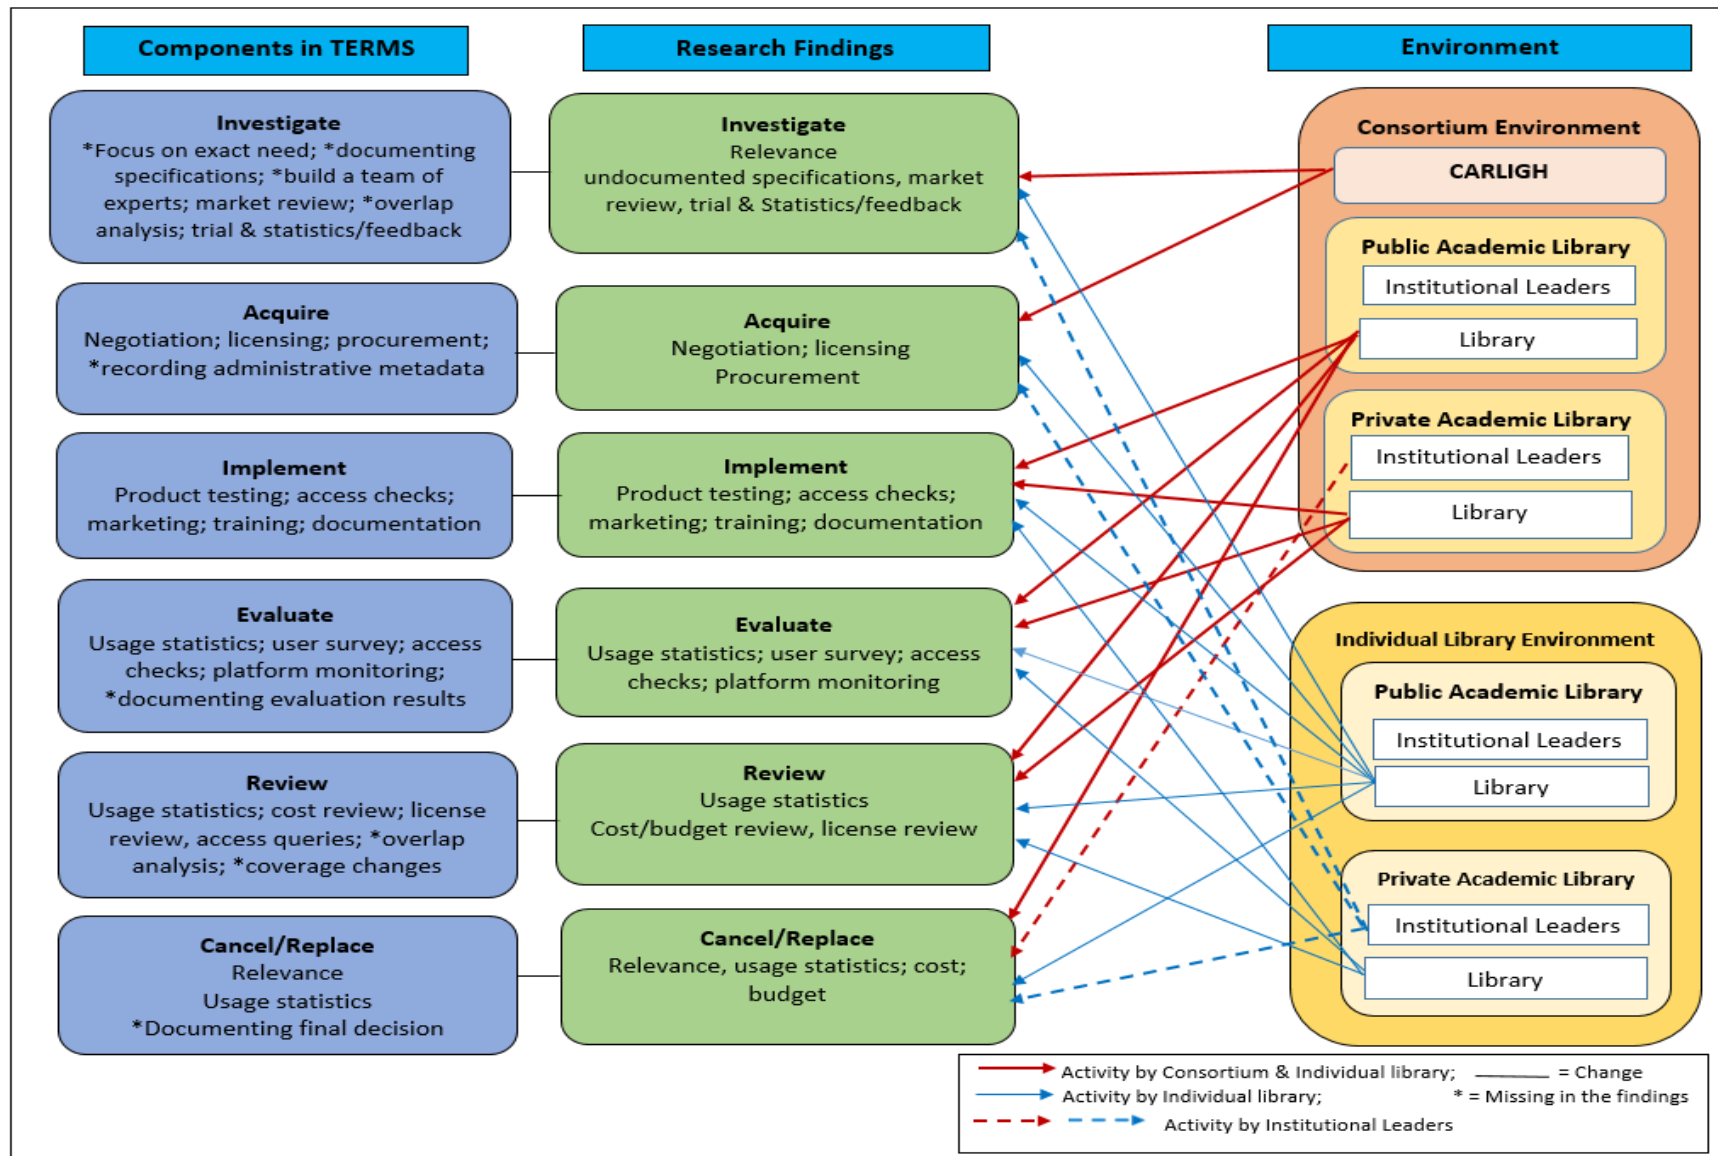 Components in TERMS
Research Findings
Environment
Investigate
*Focus on exact need; *documenting
specifications; *build a team of
experts; market review; *overlap
analysis; trial & statistics/feedback
Acquire
Negotiation; licensing; procurement;
*recording administrative metadata
Implement
Product testing; access checks;
marketing; training; documentation
Evaluate
Usage statistics; user survey; access
checks; platform monitoring;
*documenting evaluation results
Review
Usage statistics; cost review; license
review, access queries; *overlap
analysis; *coverage changes
Cancel/Replace
Relevance
Usage statistics
*Documenting final decision
Investigate
Relevance
undocumented specifications, market
review, trial & Statistics/feedback
Acquire
Negotiation; licensing
Procurement
Implement
Product testing; access checks;
marketing; training; documentation
Evaluate
Usage statistics; user survey; access
checks; platform monitoring
Review
Usage statistics
Cost/budget review, license review
Cancel/Replace
Relevance, usage statistics; cost;
budget
Consortium Environment
CARLIGH
Public Academic Library
Institutional Leaders
Library
Private Academic Library
Institutional Leaders
Library
Individual Library Environment
Public Academic Library
Institutional Leaders
Library
Private Academic Library
Institutional Leaders
Library
Activity by Consortium & Individual library; = Change
Activity by Individual library; * = Missing in the findings
Activity by Institutional Leaders